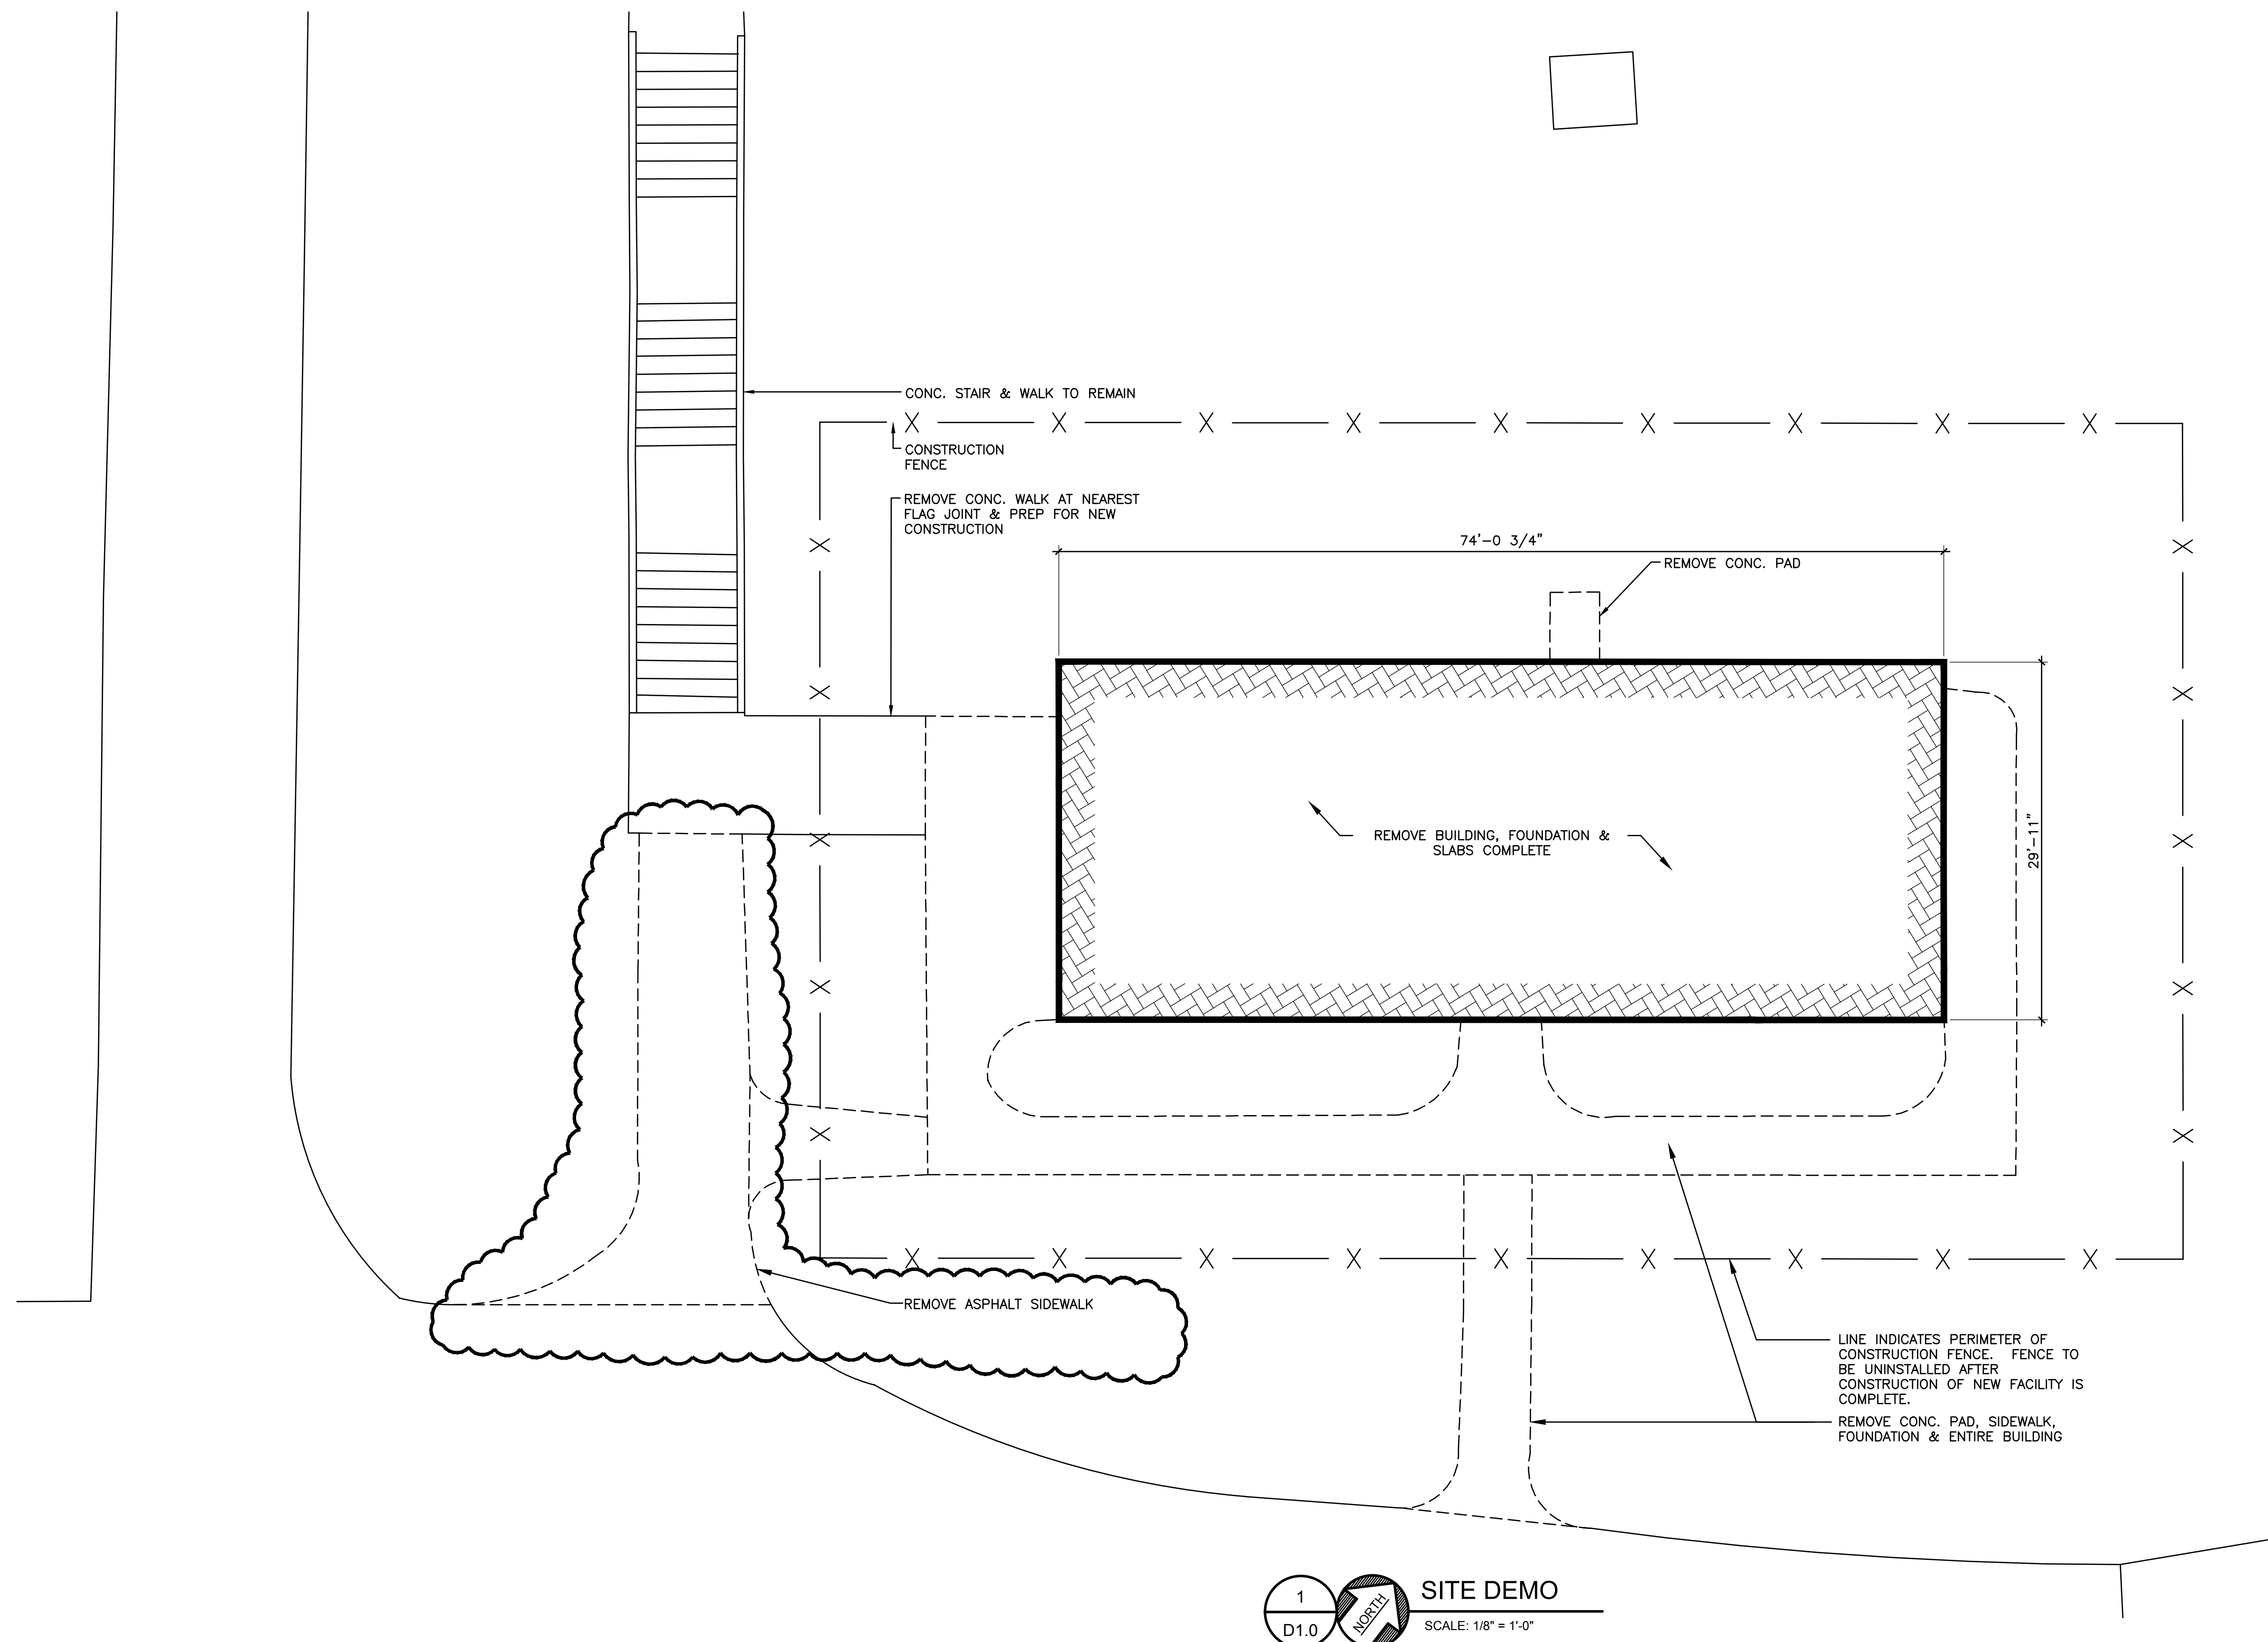 CONC. STAIR & WALK TO REMAIN
CONSTRUCTION
FENCE
REMOVE CONC. WALK AT NEAREST
FLAG JOINT & PREP FOR NEW
CONSTRUCTION
74'-0 3/4"
REMOVE CONC. PAD
REMOVE BUILDING, FOUNDATION &
SLABS COMPLETE
29'-11"
REMOVE ASPHALT SIDEWALK
LINE INDICATES PERIMETER OF
CONSTRUCTION FENCE. FENCE TO
BE UNINSTALLED AFTER
CONSTRUCTION OF NEW FACILITY IS
COMPLETE.
REMOVE CONC. PAD, SIDEWALK,
FOUNDATION & ENTIRE BUILDING
1
D1.0
NORTH
SITE DEMO
SCALE: 1/8" = 1'-0"